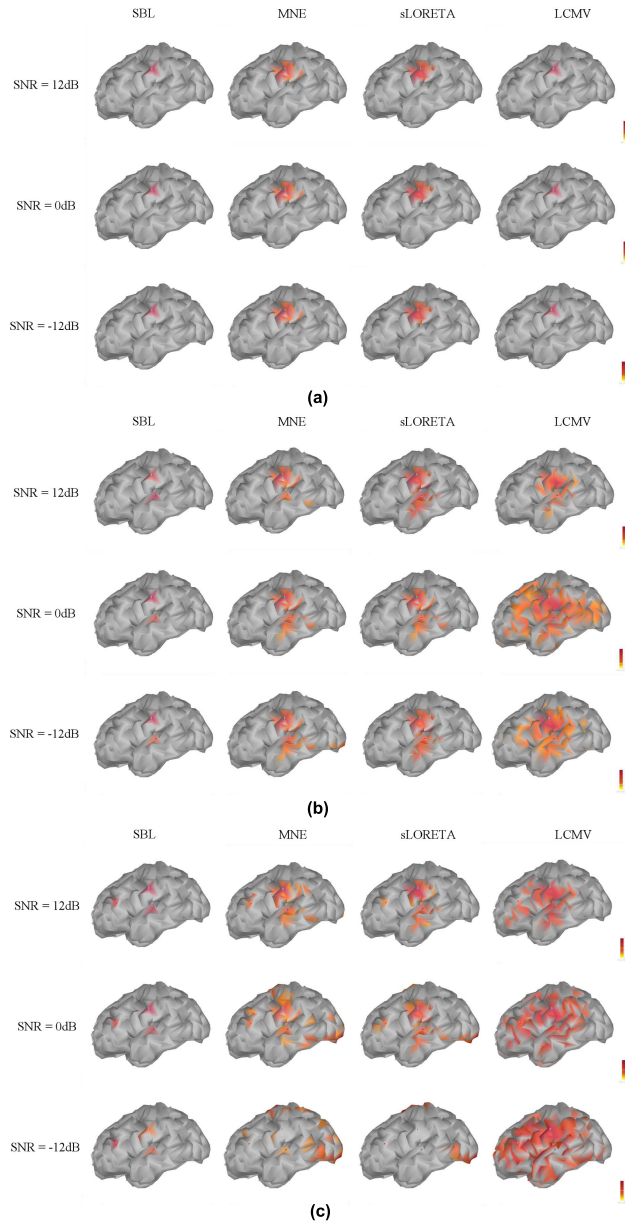 SBL MNE sLORETA LCMV
SNR = 12dB
SNR = 0dB
SNR = -12dB
(a)
SBL MNE sLORETA LCMV
SNR = 12dB
SNR = 0dB
SNR = -12dB
(b)
SBL MNE sLORETA LCMV
SNR = 12dB
SNR = 0dB
SNR = -12dB
(c)